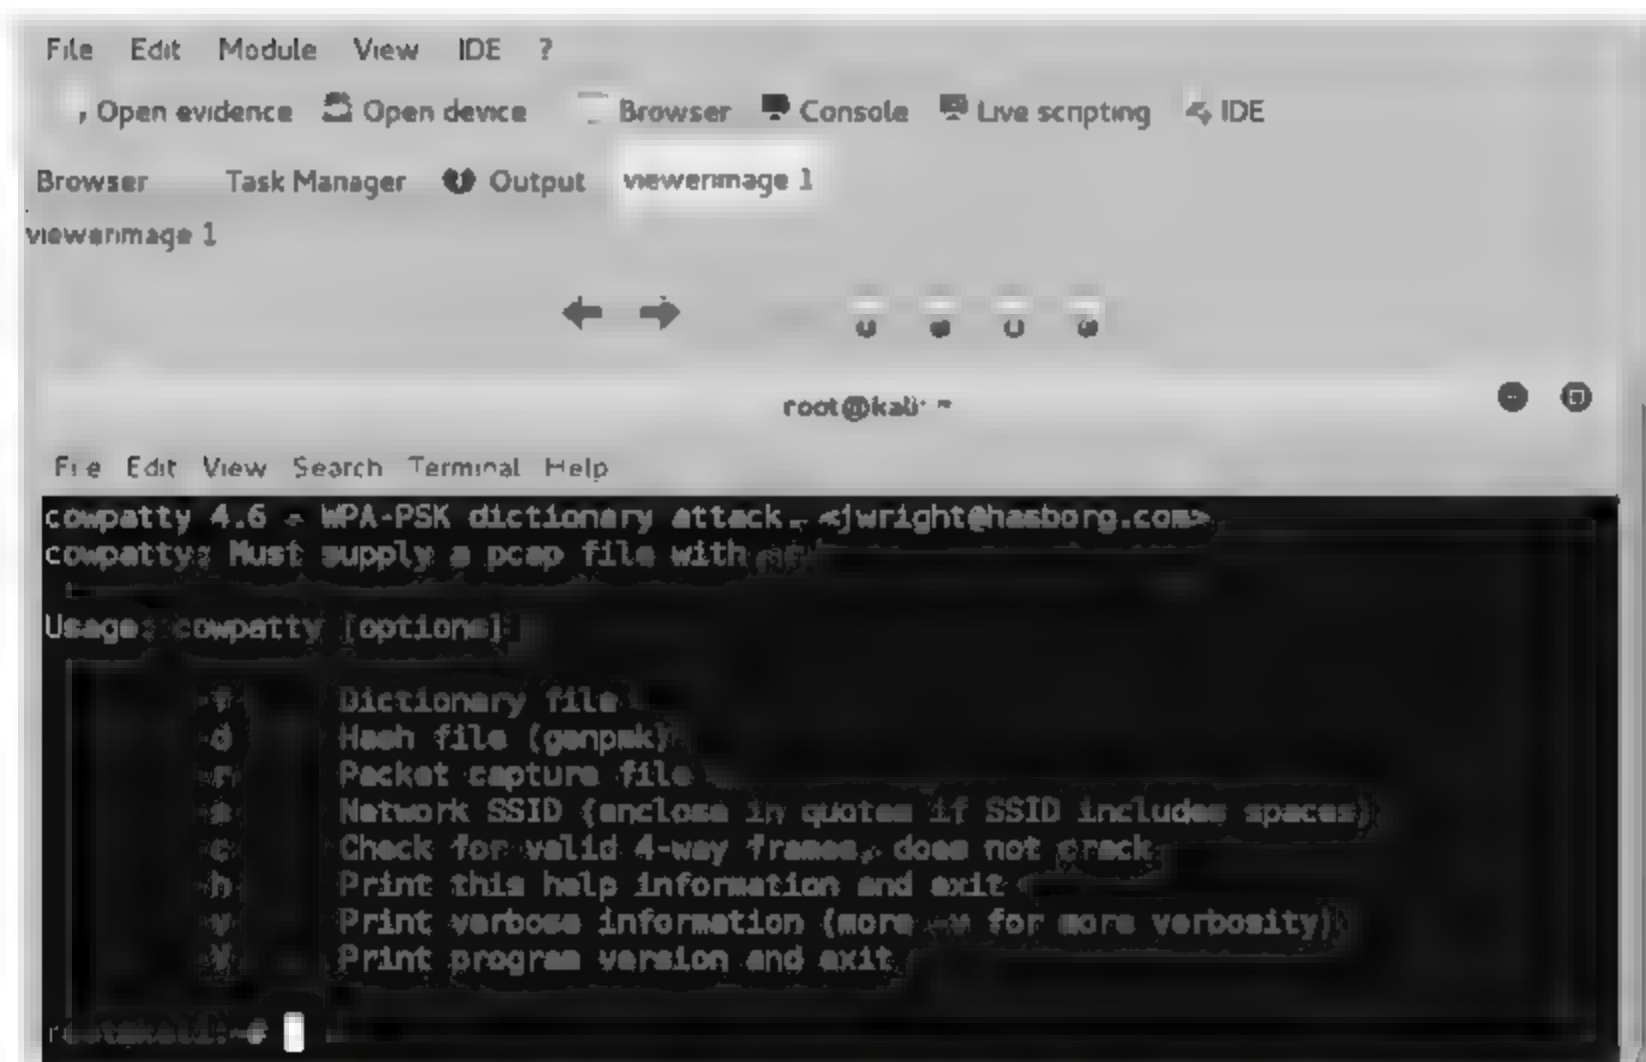 File Edit Module View IDE ?
Open evidence Open device Browser Console Live scripting IDE
Browser Task Manager Output viewerimage 1
viewerimage 1
root@kali: ~
File Edit View Search Terminal Help
cowpatty 4.6 - WPA-PSK dictionary attack. <jwright@hasborg.com>
cowpatty: Must supply a pcap file with
Usage: cowpatty [options]
-f Dictionary file
-d Hash file (genpmk)
-r Packet capture file
-s Network SSID (enclose in quotes if SSID includes spaces)
-c Check for valid 4-way frames, does not crack
-h Print this help information and exit
-v Print verbose information (more -v for more verbosity)
-V Print program version and exit
root@kali:~#